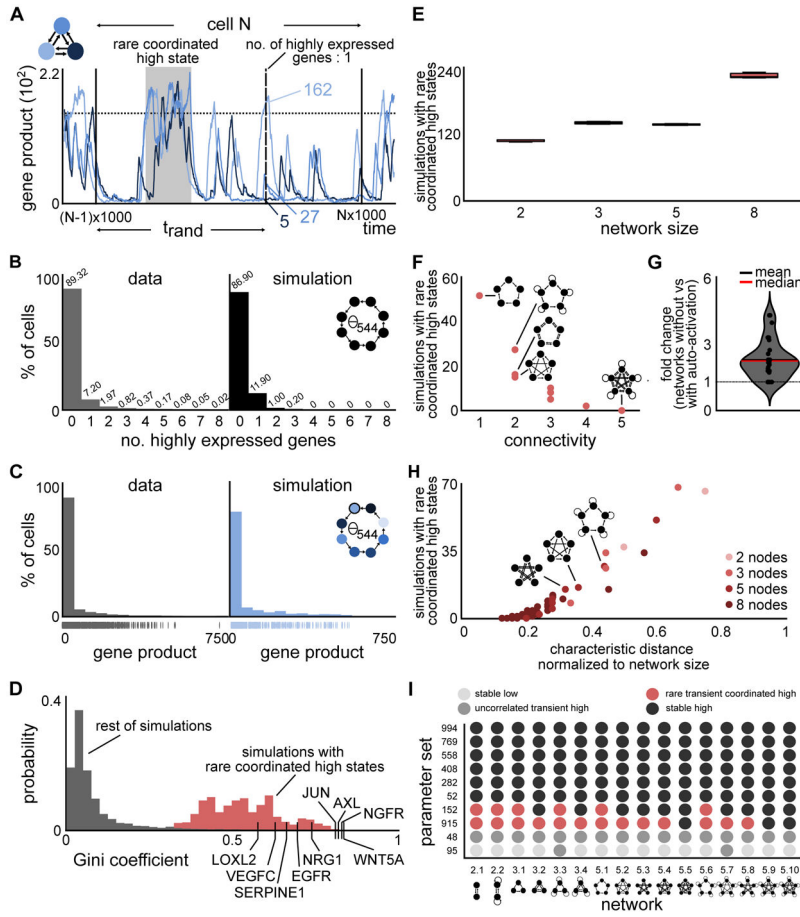 A
cell N
rare coordinated
high state
no. of highly expressed
genes : 1
2.2
gene product (10²)
0
162
5
27
(N-1)x1000
Nx1000
trand
time
B
data
simulation
100
50
0
% of cells
89.32
7.20
1.97
0.82
0.37
0.17
0.08
0.05
0.02
86.90
11.90
1.00
0.20
0
0
0
0
0
544
0 1 2 3 4 5 6 7 8 0 1 2 3 4 5 6 7 8
no. highly expressed genes
C
data
simulation
100
50
0
% of cells
544
0 7500 750
gene product
gene product
D
0.4
0
probability
rest of simulations
simulations with
rare coordinated high states
JUN
AXL
NGFR
0 0.5 1
Gini coefficient
LOXL2
VEGFC
SERPINE1
EGFR
NRG1
WNT5A
E
simulations with rare
coordinated high states
240
120
0
2 3 5 8
network size
F
simulations with rare
coordinated high states
60
40
20
0
1 2 3 4 5
connectivity
G
mean
median
fold change
(networks without vs
with auto-activation)
6
3
1
0
H
simulations with rare
coordinated high states
70
35
0
2 nodes
3 nodes
5 nodes
8 nodes
0 0.2 0.4 0.6 0.8 1
characteristic distance
normalized to network size
I
stable low
rare transient coordinated high
uncorrelated transient high
stable high
parameter set
994
769
558
408
282
52
152
915
48
95
2.1 2.2 3.1 3.2 3.3 3.4 5.1 5.2 5.3 5.4 5.5 5.6 5.7 5.8 5.9 5.10
network